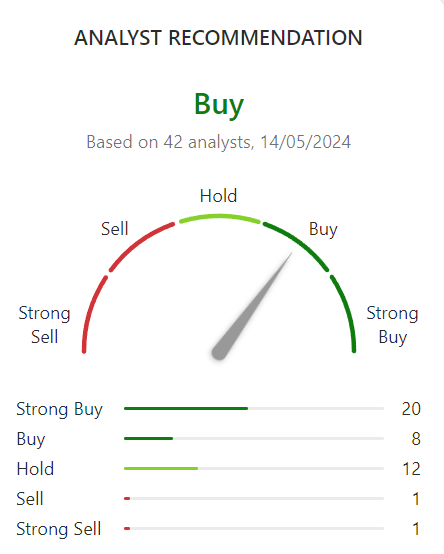 ANALYST RECOMMENDATION
Buy
Based on 42 analysts, 14/05/2024
Hold
Sell
Buy
Strong
Sell
Strong
Buy
Strong Buy 20
Buy 8
Hold 12
Sell 1
Strong Sell 1